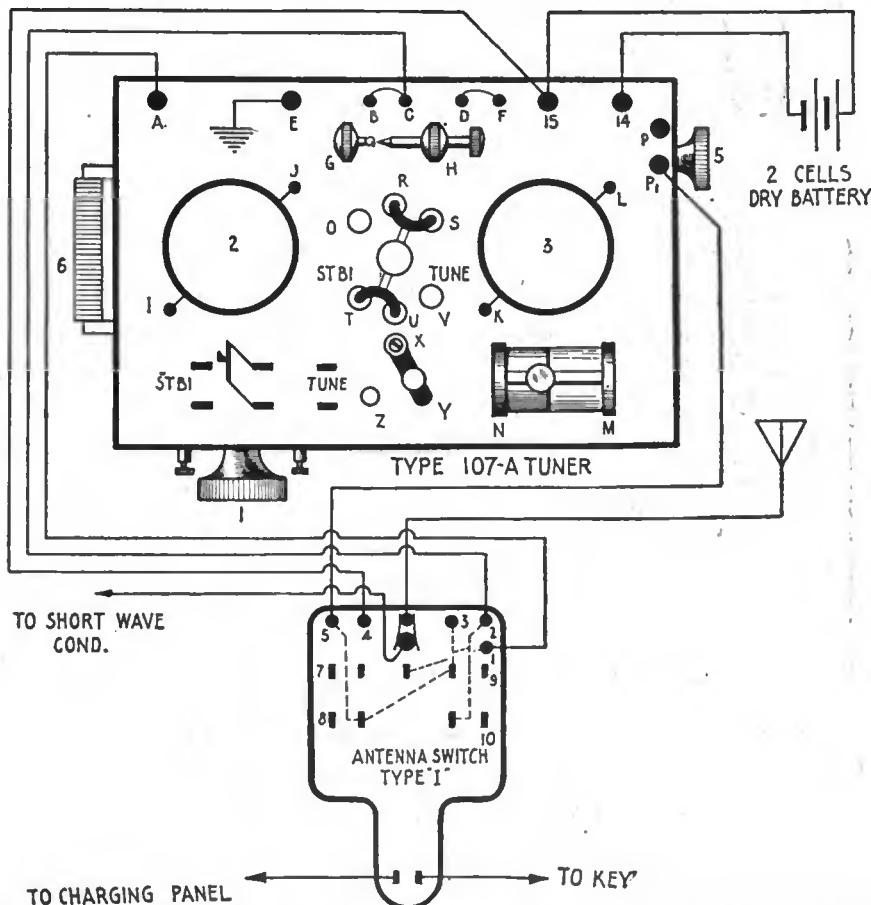 A. E B C D F 15 14
P
G H 5
P1
2 CELLS
DRY BATTERY
J R L
O S
6 2 3
STBI TUNE
I T U V K
X
STBI TUNE
Z Y N M
TYPE 107-A TUNER
1
TO SHORT WAVE
COND.
5 4 3 2
1
7 9
8 10
ANTENNA SWITCH
TYPE "I"
TO CHARGING PANEL TO KEY